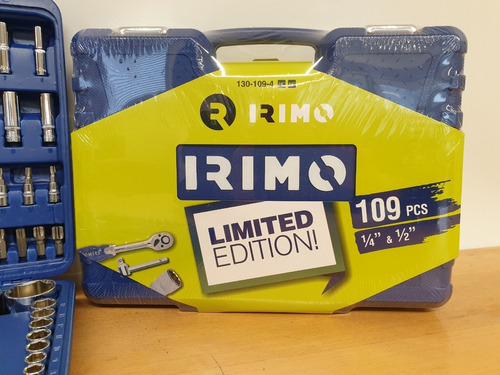 130-109-4
IRIMO
IRIMO
109 PCS
1/4" & 1/2"
LIMITED
EDITION!